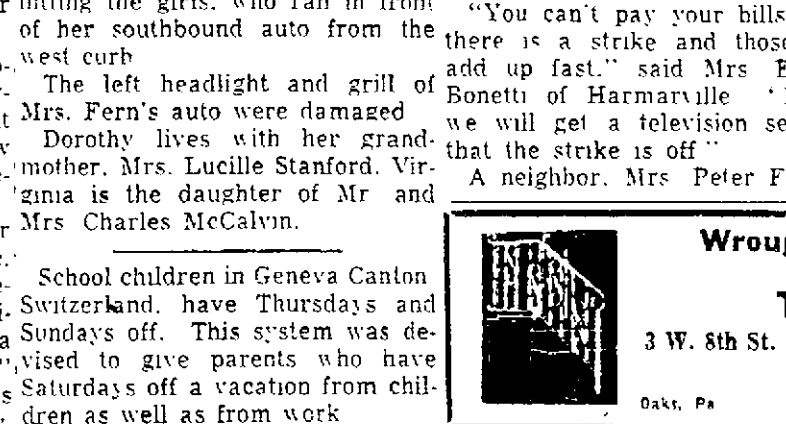 hitting the girls, who ran in front
of her southbound auto from the
west curb
The left headlight and grill of
Mrs. Fern's auto were damaged
Dorothy lives with her grand-
mother, Mrs. Lucille Stanford. Vir-
ginia is the daughter of Mr and
Mrs Charles McCalvin.
School children in Geneva Canton
Switzerland, have Thursdays and
Sundays off. This system was de-
vised to give parents who have
Saturdays off a vacation from chil-
dren as well as from work
"You can't pay your bills
there is a strike and those
add up fast." said Mrs
Bonetti of Harmarville
we will get a television
that the strike is off"
A neighbor, Mrs Peter F
3 W. 8th St.
Oaks, Pa